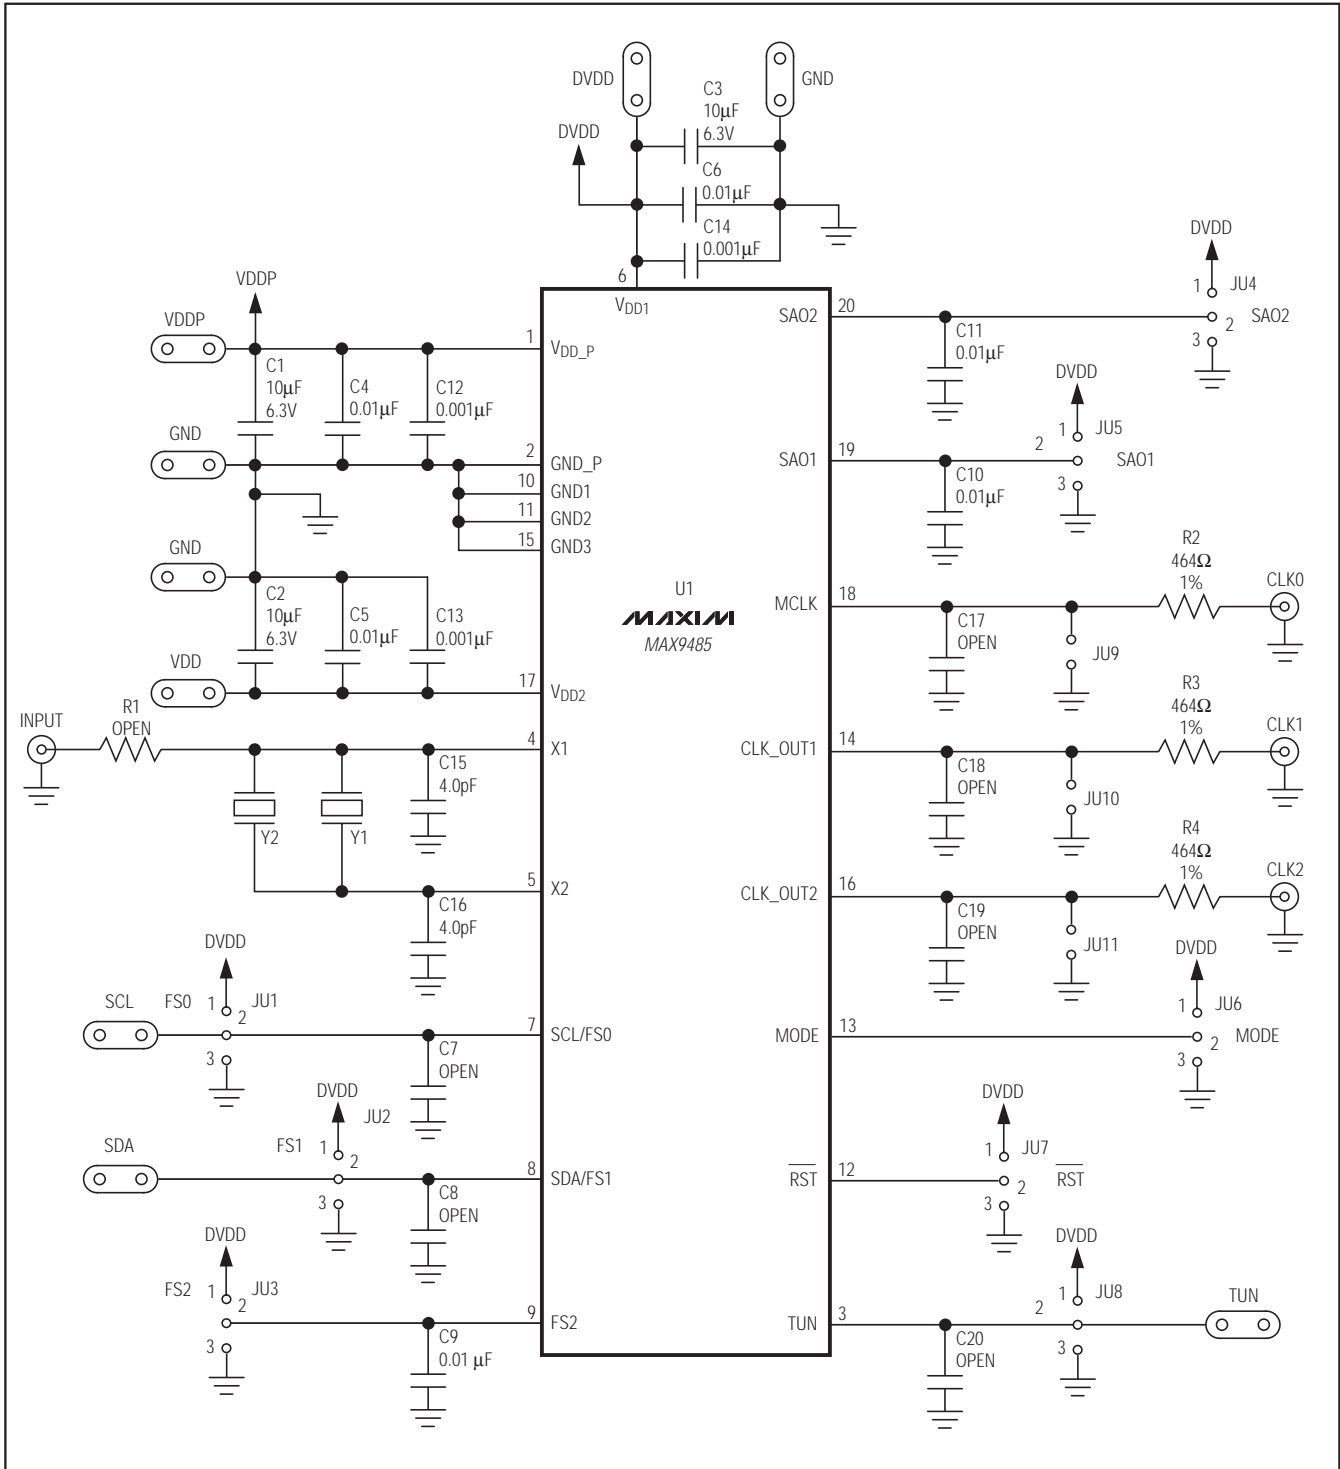 DVDD
GND
C3
10µF
6.3V
DVDD
C6
0.01µF
C14
0.001µF
6
VDD1
VDDP
VDDP
1
VDD_P
C1
10µF
6.3V
C4
0.01µF
C12
0.001µF
GND
2
GND_P
10
GND1
11
GND2
15
GND3
GND
C2
10µF
6.3V
C5
0.01µF
C13
0.001µF
VDD
17
VDD2
INPUT
R1
OPEN
4
X1
C15
4.0pF
Y2
Y1
5
X2
C16
4.0pF
DVDD
SCL
FS0
1
JU1
2
3
7
SCL/FS0
C7
OPEN
DVDD
JU2
SDA
FS1
1
2
3
8
SDA/FS1
C8
OPEN
DVDD
FS2
1
JU3
2
3
9
FS2
C9
0.01 µF
U1
MAXIM
MAX9485
SAO2
20
C11
0.01µF
DVDD
1
JU4
2
SAO2
3
SAO1
19
C10
0.01µF
DVDD
1
JU5
2
SAO1
3
MCLK
18
C17
OPEN
JU9
R2
464Ω
1%
CLK0
CLK_OUT1
14
C18
OPEN
JU10
R3
464Ω
1%
CLK1
CLK_OUT2
16
C19
OPEN
JU11
R4
464Ω
1%
CLK2
MODE
13
DVDD
1
JU6
2
MODE
3
RST
12
DVDD
1
JU7
2
RST
3
TUN
3
C20
OPEN
DVDD
1
JU8
2
3
TUN